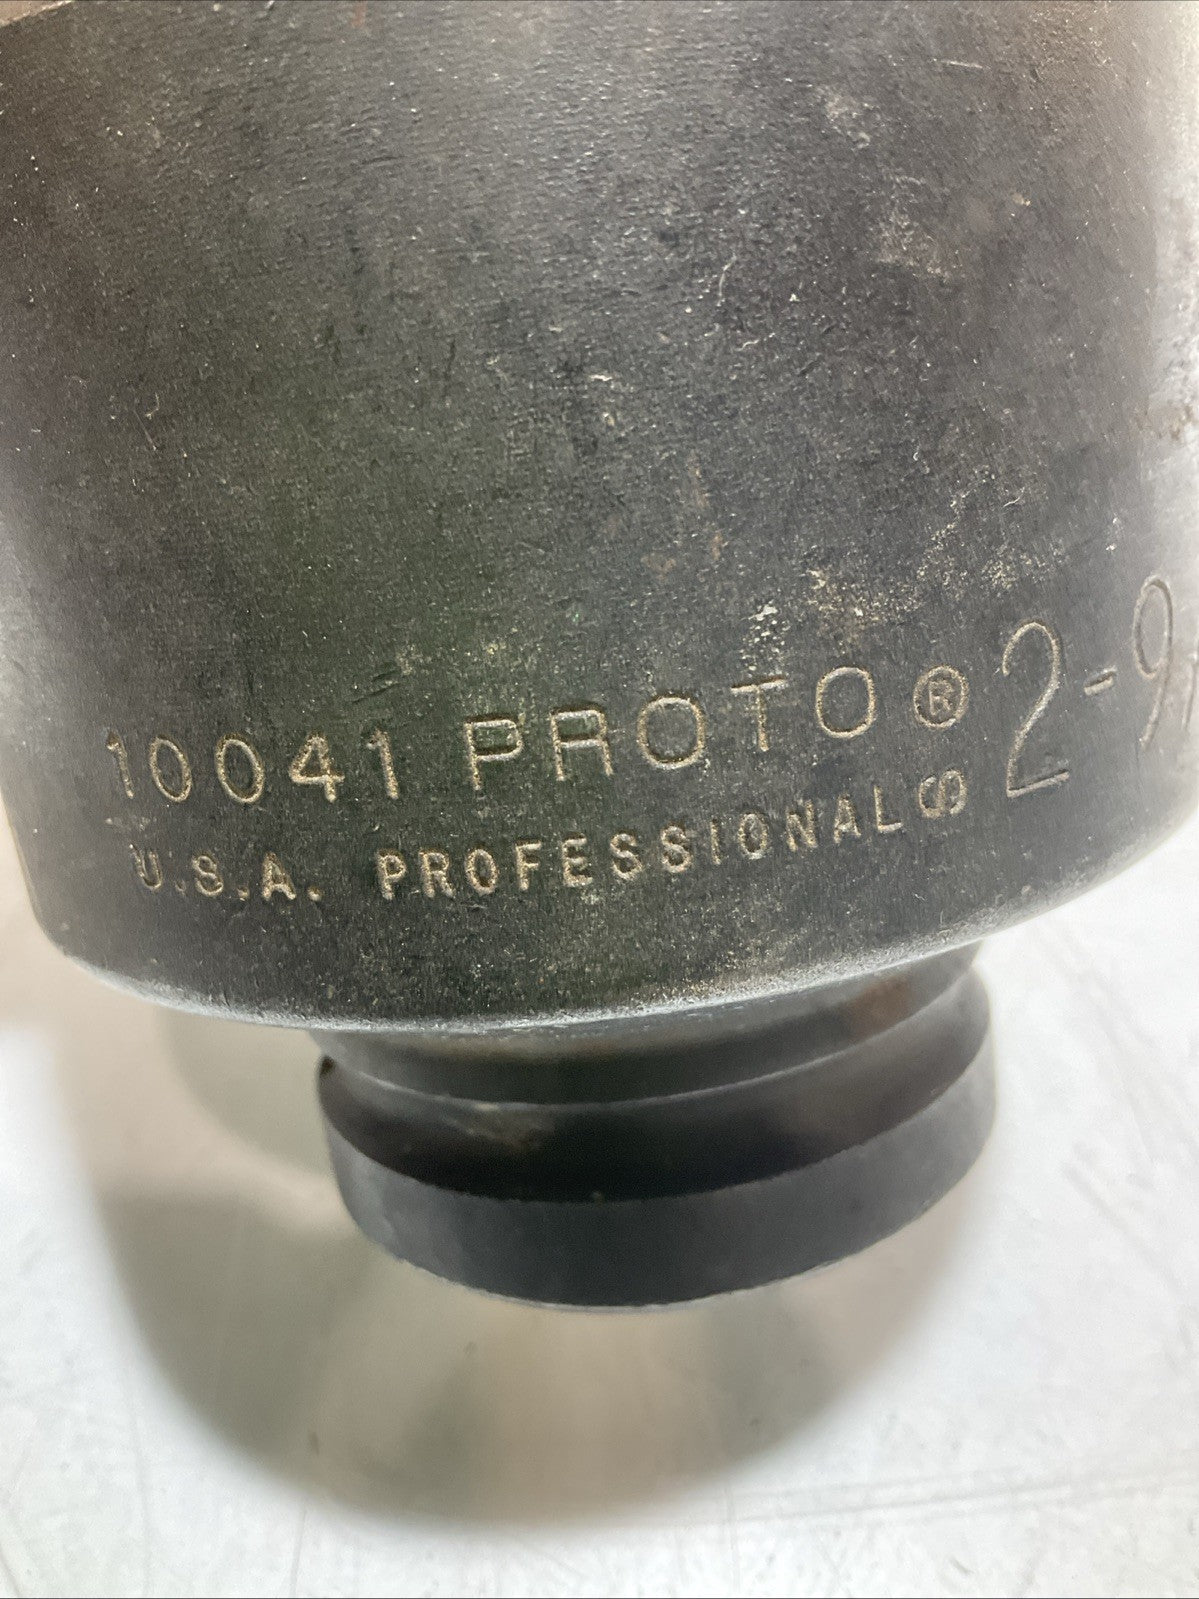 10041 PROTO® 2-9
U.S.A. PROFESSIONAL